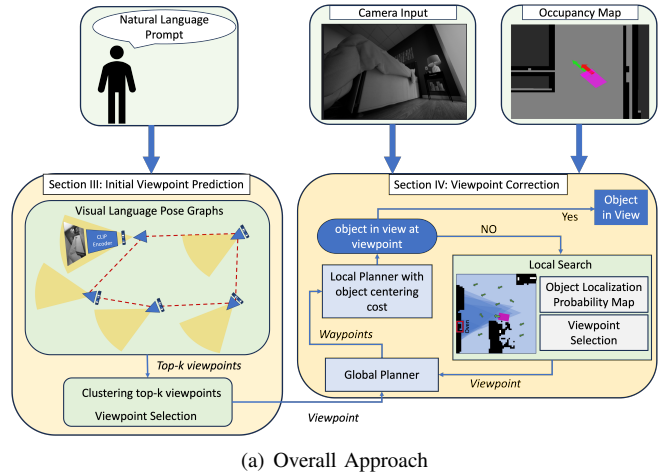 Natural Language
Prompt
Camera Input
Occupancy Map
Section III: Initial Viewpoint Prediction
Visual Language Pose Graphs
CLIP
Encoder
Top-k viewpoints
Clustering top-k viewpoints
Viewpoint Selection
Viewpoint
Section IV: Viewpoint Correction
object in view at
viewpoint
Yes
Object
in View
NO
Local Planner with
object centering
cost
Local Search
Oven
Object Localization
Probability Map
Viewpoint
Selection
Waypoints
Global Planner
Viewpoint
(a) Overall Approach